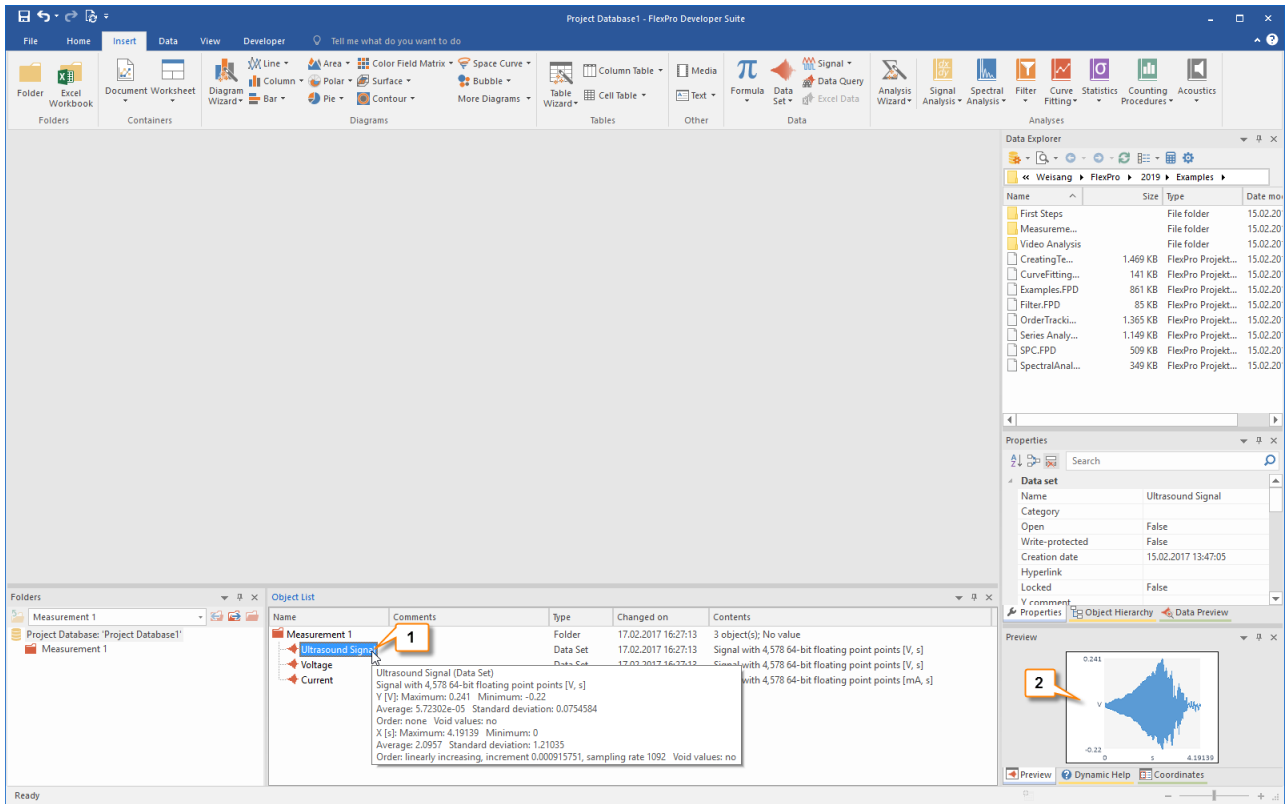 Project Database1 - FlexPro Developer Suite
File Home Insert Data View Developer Tell me what do you want to do
Line Area Color Field Matrix Space Curve
Column Polar Surface Bubble
Bar Pie Contour More Diagrams
Folder Excel Workbook
Document Worksheet
Diagram Wizard
Table Wizard
Column Table
Cell Table
Media
Text
Formula Data Set
Signal
Data Query
Excel Data
Analysis Wizard
Signal Analysis
Spectral Analysis
Filter
Curve Fitting
Statistics
Counting Procedures
Acoustics
Folders Containers Diagrams Tables Other Data Analyses
Data Explorer
« Weisang FlexPro 2019 Examples
Name Size Type Date mo
First Steps File folder 15.02.20
Measureme... File folder 15.02.20
Video Analysis File folder 15.02.20
CreatingTe... 1.469 KB FlexPro Projekt... 15.02.20
CurveFitting... 141 KB FlexPro Projekt... 15.02.20
Examples.FPD 861 KB FlexPro Projekt... 15.02.20
Filter.FPD 85 KB FlexPro Projekt... 15.02.20
OrderTracki... 1.365 KB FlexPro Projekt... 15.02.20
Series Analy... 1.149 KB FlexPro Projekt... 15.02.20
SPC.FPD 509 KB FlexPro Projekt... 15.02.20
SpectralAnal... 349 KB FlexPro Projekt... 15.02.20
Properties
Search
Data set
Name Ultrasound Signal
Category
Open False
Write-protected False
Creation date 15.02.2017 13:47:05
Hyperlink
Locked False
Y comment
Properties Object Hierarchy Data Preview
Folders
Measurement 1
Project Database: 'Project Database1'
Measurement 1
Object List
Name Comments Type Changed on Contents
Measurement 1 Folder 17.02.2017 16:27:13 3 object(s); No value
Ultrasound Signal Data Set 17.02.2017 16:27:13 Signal with 4,578 64-bit floating point points [V, s]
Voltage Data Set 17.02.2017 16:27:13 Signal with 4,578 64-bit floating point points [V, s]
Current with 4,578 64-bit floating point points [mA, s]
1
Ultrasound Signal (Data Set)
Signal with 4,578 64-bit floating point points [V, s]
Y [V]: Maximum: 0.241 Minimum: -0.22
Average: 5.72302e-05 Standard deviation: 0.0754584
Order: none Void values: no
X [s]: Maximum: 4.19139 Minimum: 0
Average: 2.0957 Standard deviation: 1.21035
Order: linearly increasing, increment 0.000915751, sampling rate 1092 Void values: no
Preview
2
0.241
V
-0.22
0 s 4.19139
Preview Dynamic Help Coordinates
Ready